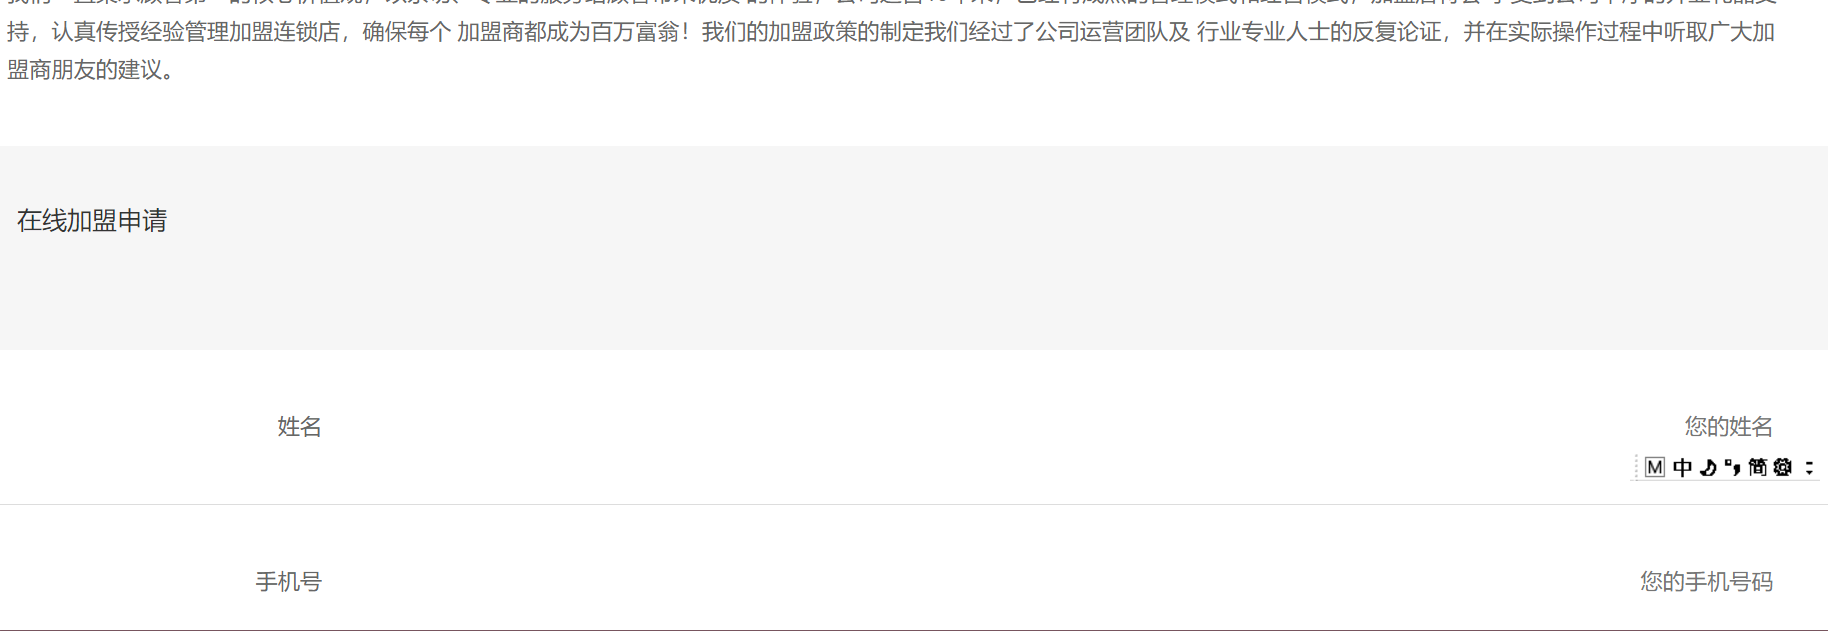 持，认真传授经验管理加盟连锁店，确保每个 加盟商都成为百万富翁！我们的加盟政策的制定我们经过了公司运营团队及 行业专业人士的反复论证，并在实际操作过程中听取广大加
盟商朋友的建议。
在线加盟申请
姓名
您的姓名
M 中 简
手机号
您的手机号码